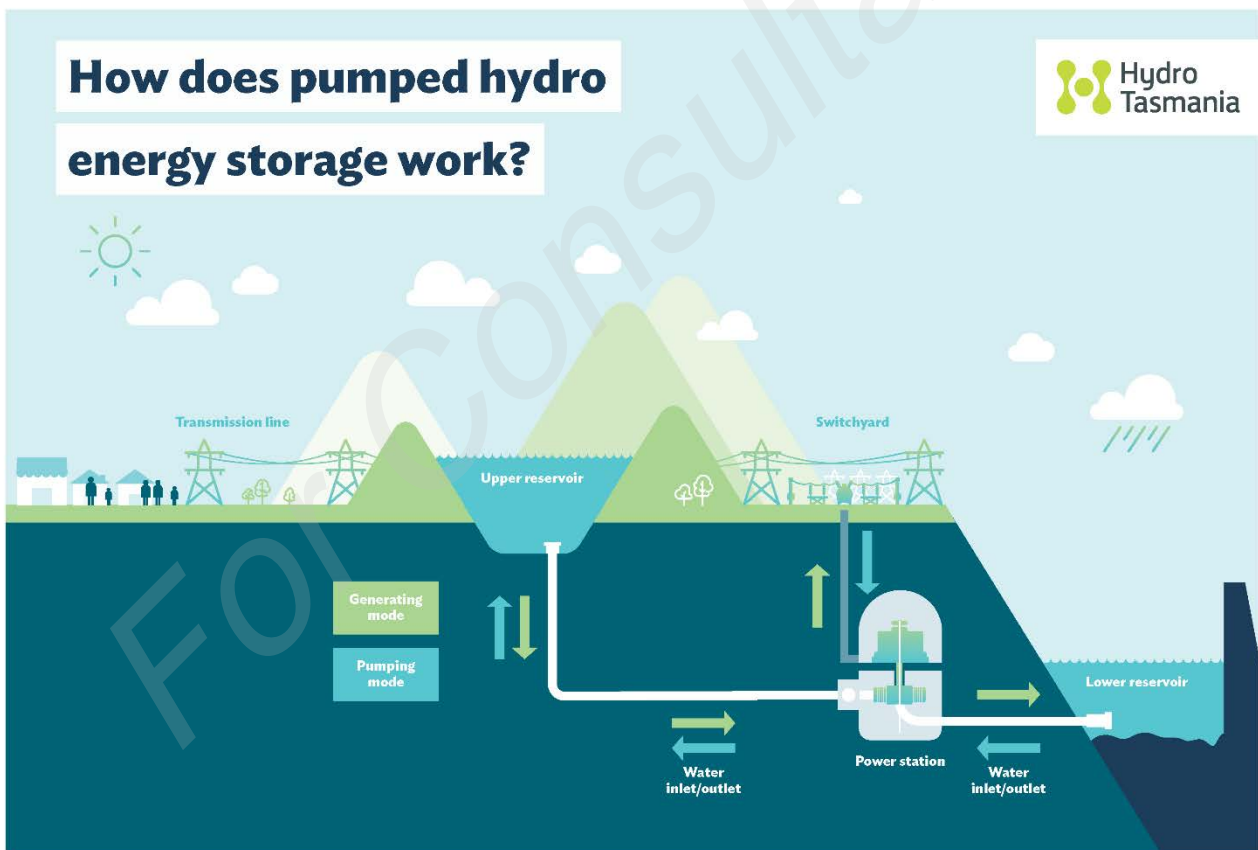 How does pumped hydro
energy storage work?
Hydro
Tasmania
Transmission line
Switchyard
Upper reservoir
Generating
mode
Pumping
mode
Lower reservoir
Power station
Water
inlet/outlet
Water
inlet/outlet
For Consulta